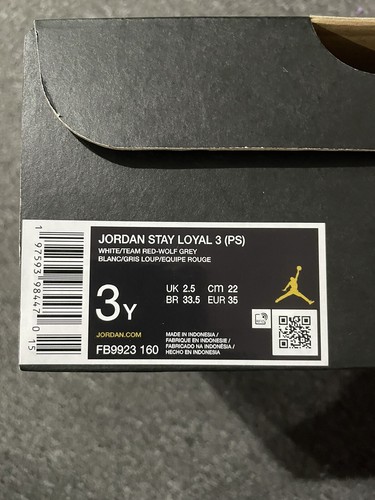 JORDAN STAY LOYAL 3 (PS)
WHITE/TEAM RED-WOLF GREY
BLANC/GRIS LOUP/EQUIPE ROUGE
3Y
UK 2.5 cm 22
BR 33.5 EUR 35
JORDAN.COM
FB9923 160
MADE IN INDONESIA /
FABRIQUE EN INDONESIE /
FABRICADO NA INDONÉSIA /
HECHO EN INDONESIA
1 97593 98447 0 15